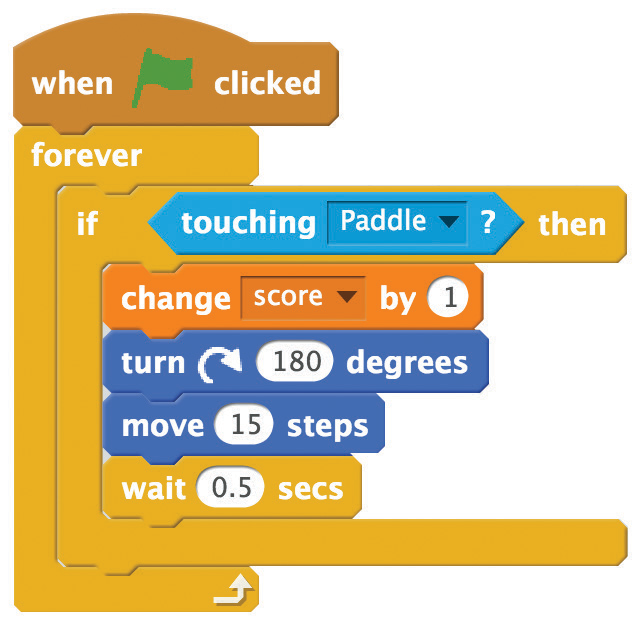 when clicked
forever
if touching Paddle ? then
change score by 1
turn 180 degrees
move 15 steps
wait 0.5 secs